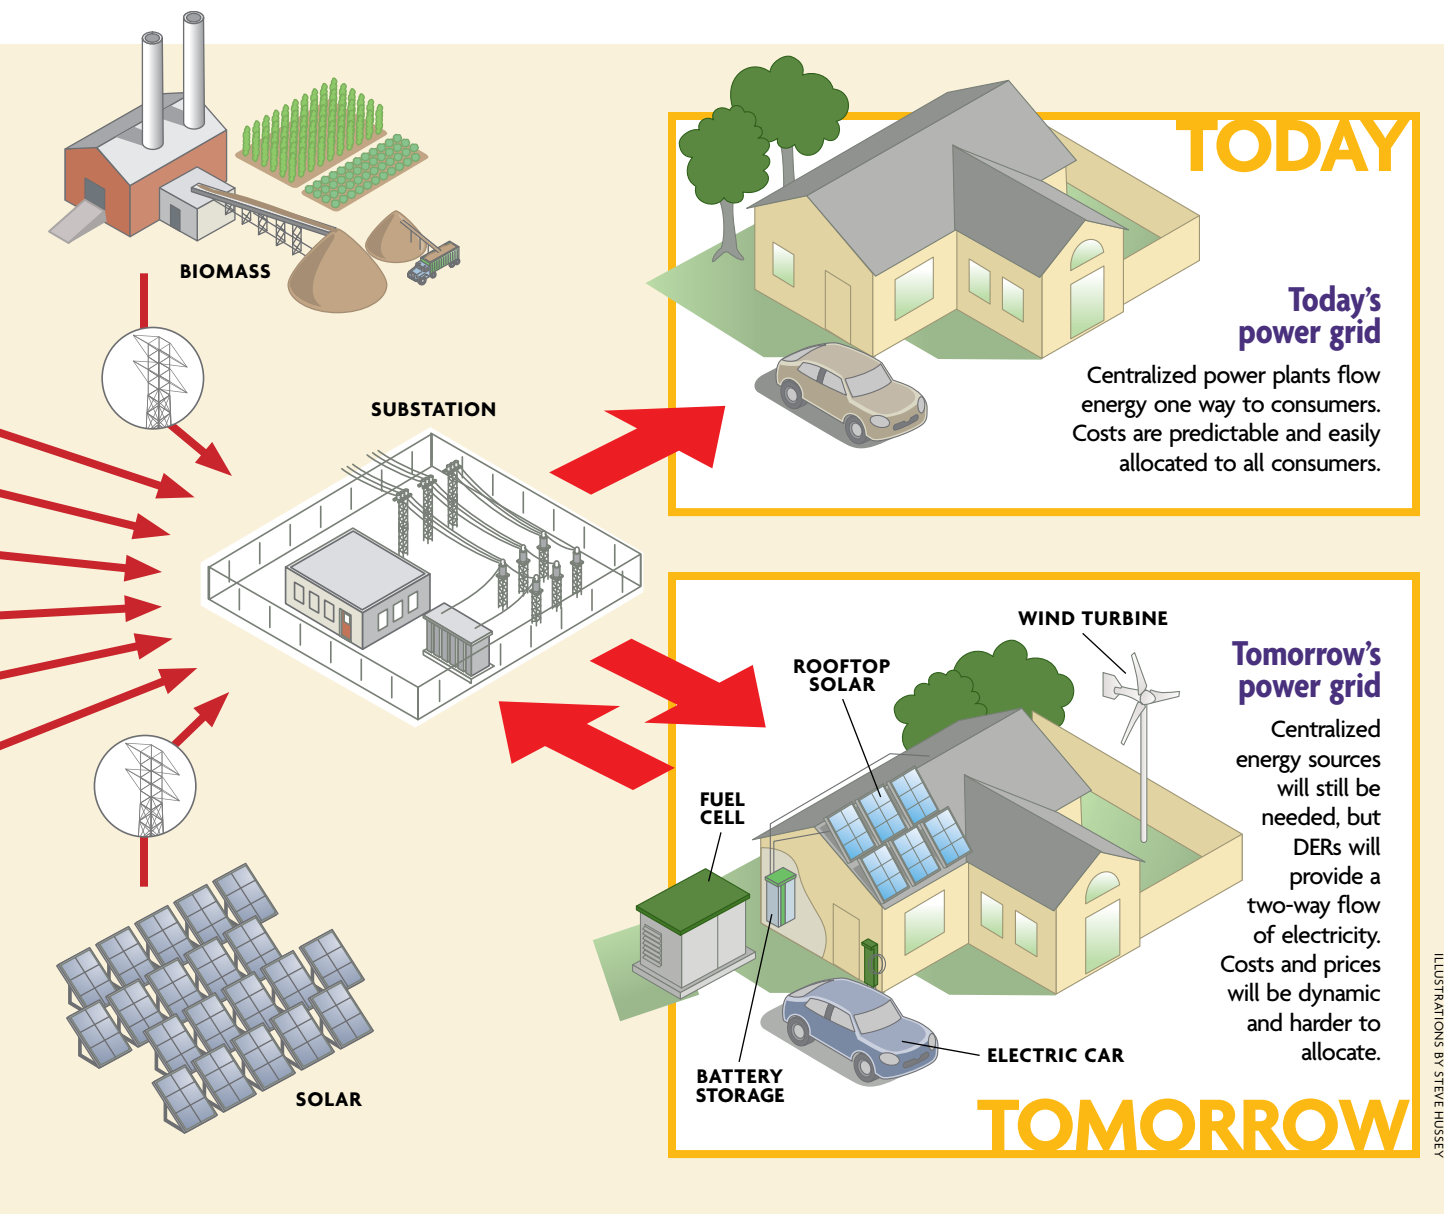 BIOMASS
SUBSTATION
SOLAR
TODAY
Today’s
power grid
Centralized power plants flow
energy one way to consumers.
Costs are predictable and easily
allocated to all consumers.
WIND TURBINE
ROOFTOP
SOLAR
FUEL
CELL
BATTERY
STORAGE
ELECTRIC CAR
Tomorrow’s
power grid
Centralized
energy sources
will still be
needed, but
DERs will
provide a
two-way flow
of electricity.
Costs and prices
will be dynamic
and harder to
allocate.
TOMORROW
ILLUSTRATIONS BY STEVE HUSSEY